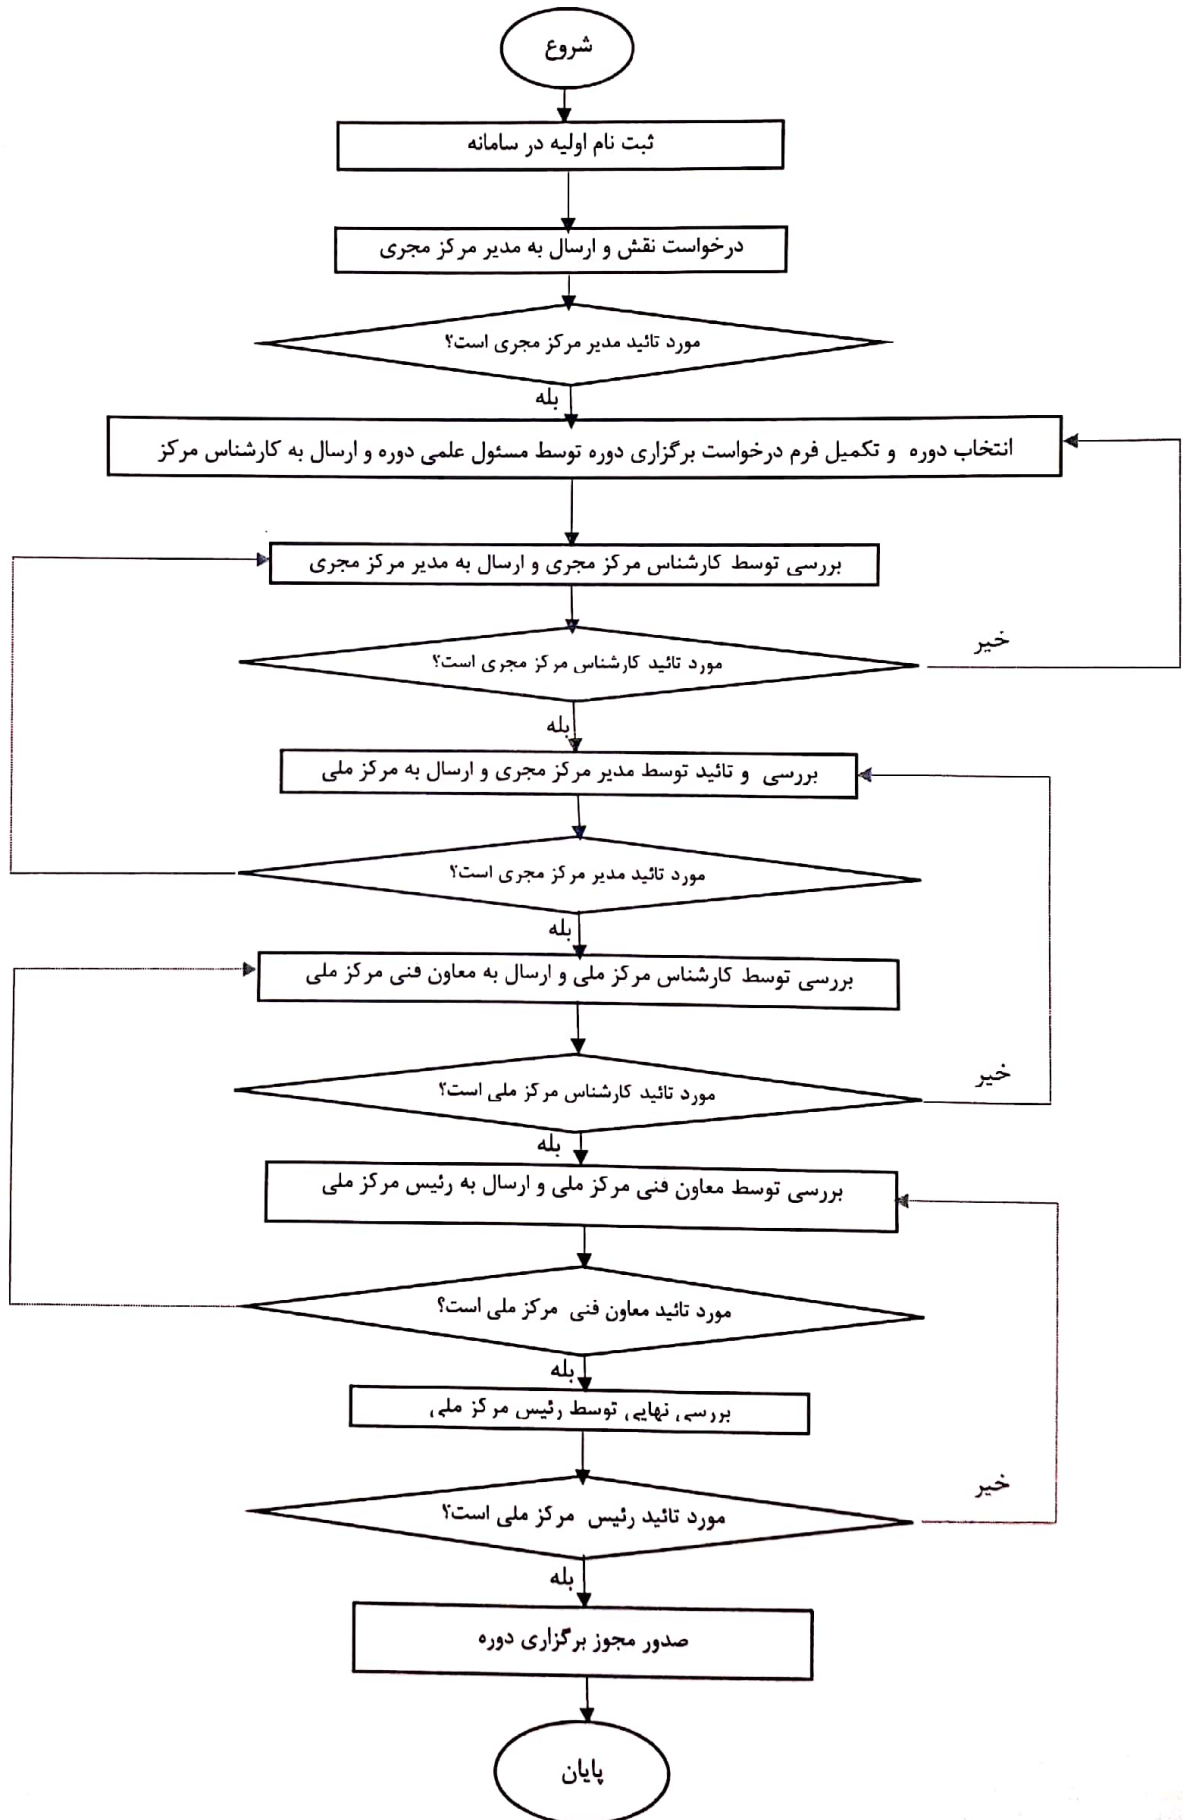 شروع
ثبت نام اولیه در سامانه
درخواست نقش و ارسال به مدیر مرکز مجری
مورد تائید مدیر مرکز مجری است؟
بله
انتخاب دوره و تکمیل فرم درخواست برگزاری دوره توسط مسئول علمی دوره و ارسال به کارشناس مرکز
بررسی توسط کارشناس مرکز مجری و ارسال به مدیر مرکز مجری
خیر
مورد تائید کارشناس مرکز مجری است؟
بله
بررسی و تائید توسط مدیر مرکز مجری و ارسال به مرکز ملی
مورد تائید مدیر مرکز مجری است؟
بله
بررسی توسط کارشناس مرکز ملی و ارسال به معاون فنی مرکز ملی
خیر
مورد تائید کارشناس مرکز ملی است؟
بله
بررسی توسط معاون فنی مرکز ملی و ارسال به رئیس مرکز ملی
مورد تائید معاون فنی مرکز ملی است؟
بله
بررسی نهایی توسط رئیس مرکز ملی
خیر
مورد تائید رئیس مرکز ملی است؟
بله
صدور مجوز برگزاری دوره
پایان